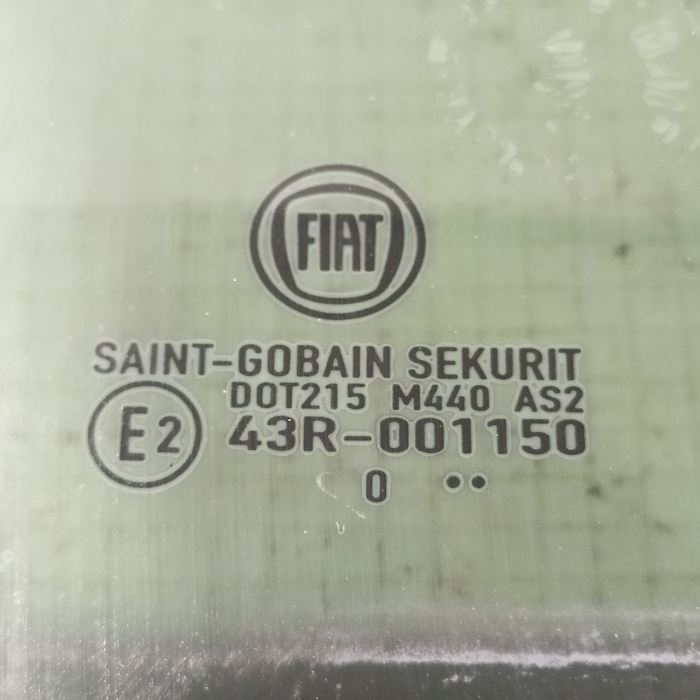 FIAT
SAINT-GOBAIN SEKURIT
DOT215 M440 AS2
E2 43R-001150
0 ••